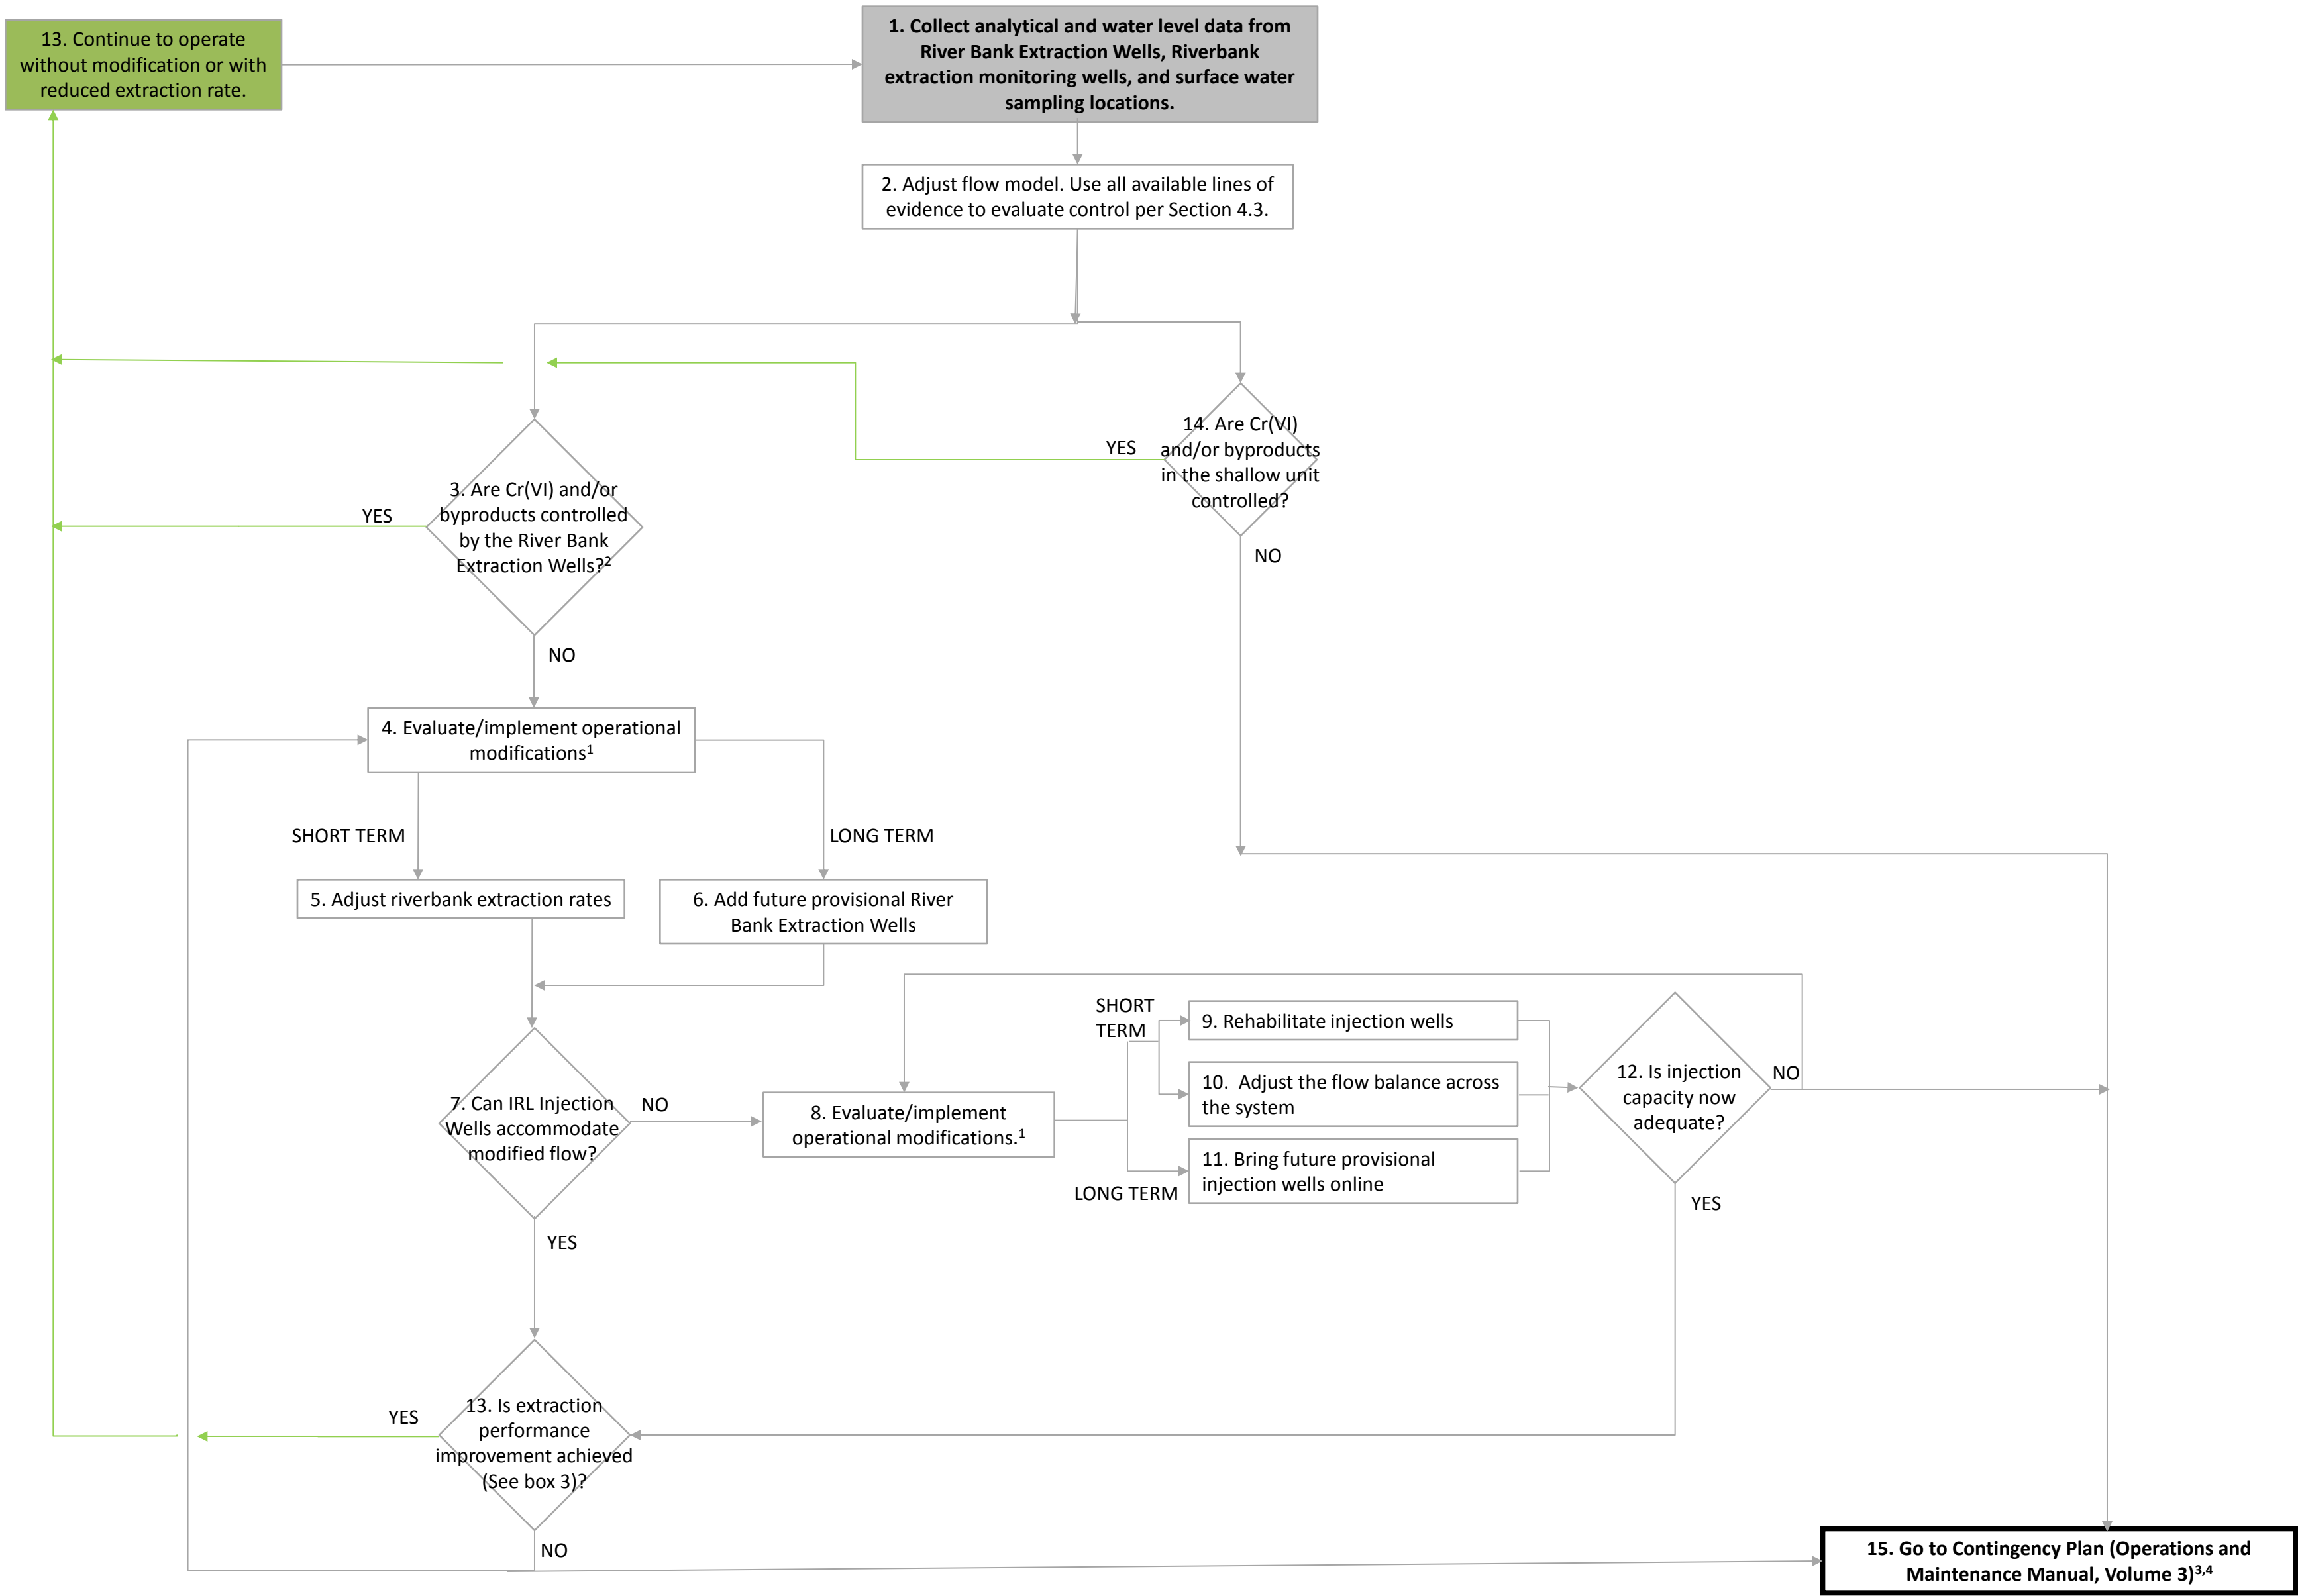 13. Continue to operate
without modification or with
reduced extraction rate.
1. Collect analytical and water level data from
River Bank Extraction Wells, Riverbank
extraction monitoring wells, and surface water
sampling locations.
2. Adjust flow model. Use all available lines of
evidence to evaluate control per Section 4.3.
14. Are Cr(VI)
and/or byproducts
in the shallow unit
controlled?
YES
NO
3. Are Cr(VI) and/or
byproducts controlled
by the River Bank
Extraction Wells?²
YES
NO
4. Evaluate/implement operational
modifications¹
SHORT TERM
LONG TERM
5. Adjust riverbank extraction rates
6. Add future provisional River
Bank Extraction Wells
7. Can IRL Injection
Wells accommodate
modified flow?
NO
YES
8. Evaluate/implement
operational modifications.¹
SHORT
TERM
LONG TERM
9. Rehabilitate injection wells
10. Adjust the flow balance across
the system
11. Bring future provisional
injection wells online
12. Is injection
capacity now
adequate?
NO
YES
13. Is extraction
performance
improvement achieved
(See box 3)?
YES
NO
15. Go to Contingency Plan (Operations and
Maintenance Manual, Volume 3)³,⁴